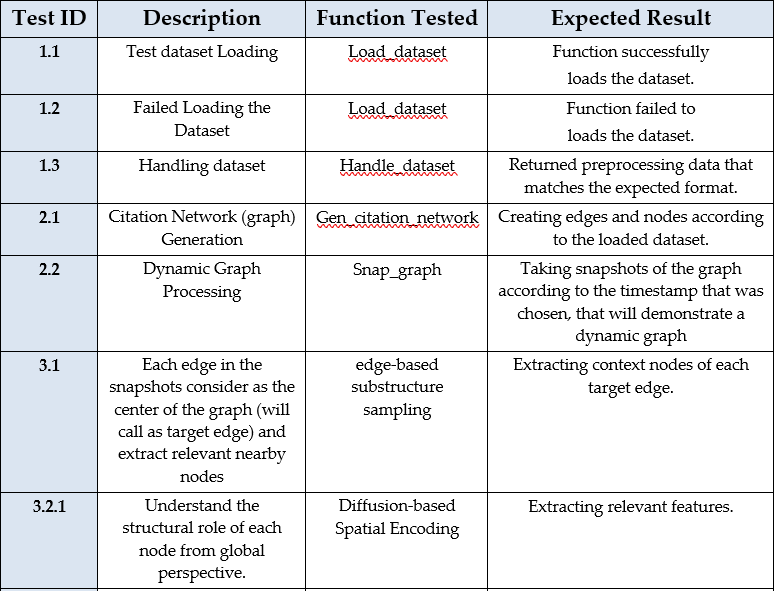 Test ID Description Function Tested Expected Result
1.1 Test dataset Loading Load_dataset Function successfully
loads the dataset.
1.2 Failed Loading the Load_dataset Function failed to
Dataset loads the dataset.
1.3 Handling dataset Handle_dataset Returned preprocessing data that
matches the expected format.
2.1 Citation Network (graph) Gen_citation_network Creating edges and nodes according
Generation to the loaded dataset.
2.2 Dynamic Graph Snap_graph Taking snapshots of the graph
Processing according to the timestamp that was
chosen, that will demonstrate a
dynamic graph
3.1 Each edge in the edge-based Extracting context nodes of each
snapshots consider as the substructure target edge.
center of the graph (will sampling
call as target edge) and
extract relevant nearby
nodes
3.2.1 Understand the Diffusion-based Extracting relevant features.
structural role of each Spatial Encoding
node from global
perspective.